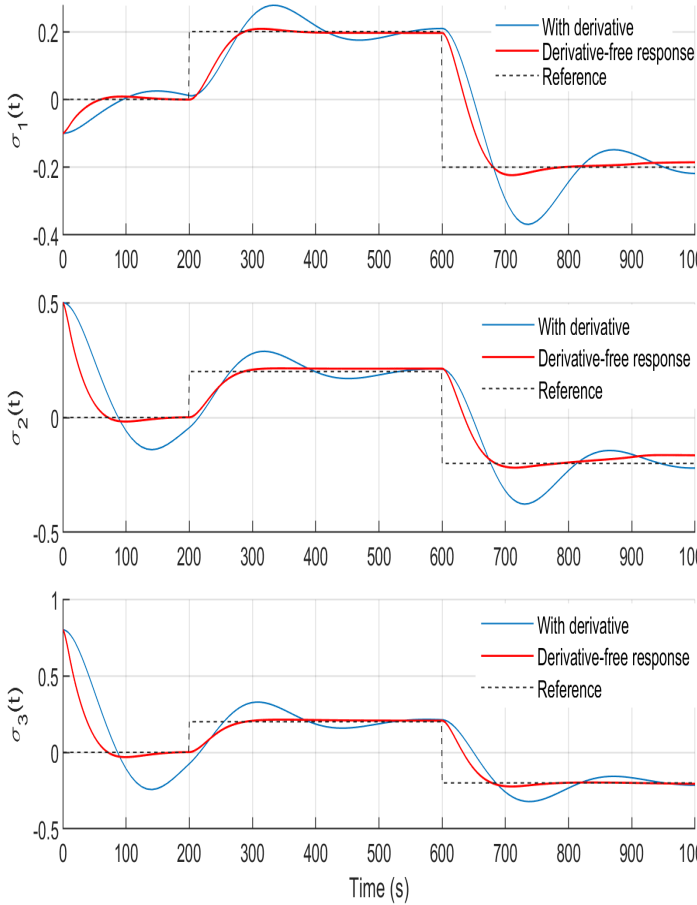 0.2
0
-0.2
-0.4
σ1(t)
With derivative
Derivative-free response
Reference
0 100 200 300 400 500 600 700 800 900 100
0.5
0
-0.5
σ2(t)
With derivative
Derivative-free response
Reference
0 100 200 300 400 500 600 700 800 900 100
1
0.5
0
-0.5
σ3(t)
With derivative
Derivative-free response
Reference
0 100 200 300 400 500 600 700 800 900 100
Time (s)